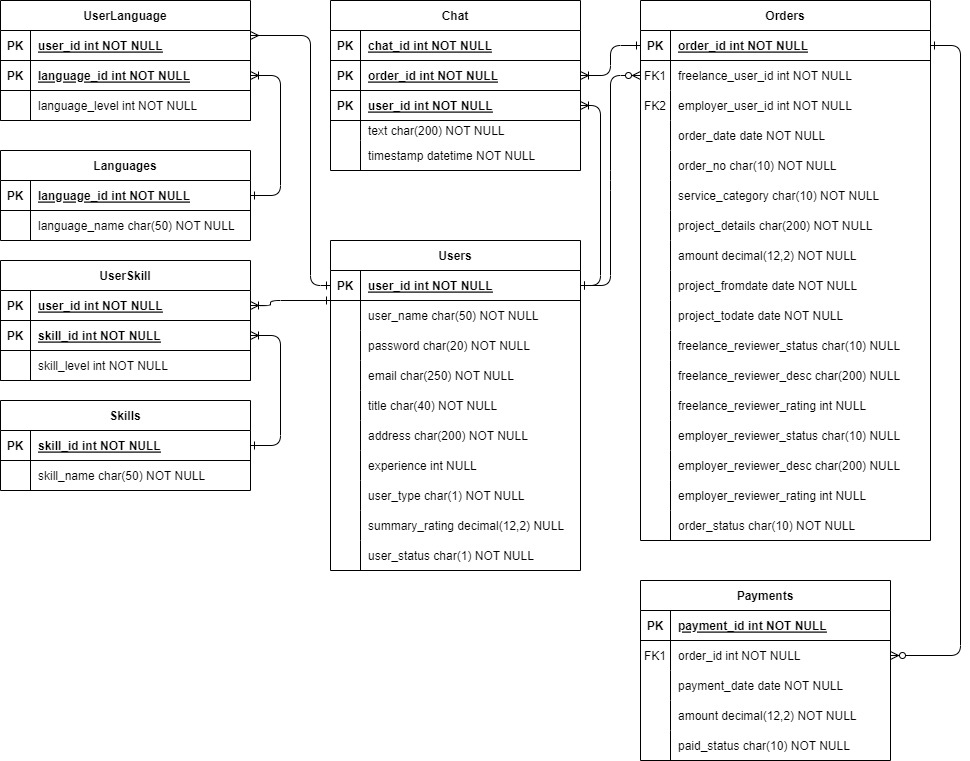 UserLanguage
PK user_id int NOT NULL
PK language_id int NOT NULL
language_level int NOT NULL
Languages
PK language_id int NOT NULL
language_name char(50) NOT NULL
UserSkill
PK user_id int NOT NULL
PK skill_id int NOT NULL
skill_level int NOT NULL
Skills
PK skill_id int NOT NULL
skill_name char(50) NOT NULL
Chat
PK chat_id int NOT NULL
PK order_id int NOT NULL
PK user_id int NOT NULL
text char(200) NOT NULL
timestamp datetime NOT NULL
Users
PK user_id int NOT NULL
user_name char(50) NOT NULL
password char(20) NOT NULL
email char(250) NOT NULL
title char(40) NOT NULL
address char(200) NOT NULL
experience int NULL
user_type char(1) NOT NULL
summary_rating decimal(12,2) NULL
user_status char(1) NOT NULL
Orders
PK order_id int NOT NULL
FK1 freelance_user_id int NOT NULL
FK2 employer_user_id int NOT NULL
order_date date NOT NULL
order_no char(10) NOT NULL
service_category char(10) NOT NULL
project_details char(200) NOT NULL
amount decimal(12,2) NOT NULL
project_fromdate date NOT NULL
project_todate date NOT NULL
freelance_reviewer_status char(10) NULL
freelance_reviewer_desc char(200) NULL
freelance_reviewer_rating int NULL
employer_reviewer_status char(10) NULL
employer_reviewer_desc char(200) NULL
employer_reviewer_rating int NULL
order_status char(10) NOT NULL
Payments
PK payment_id int NOT NULL
FK1 order_id int NOT NULL
payment_date date NOT NULL
amount decimal(12,2) NOT NULL
paid_status char(10) NOT NULL